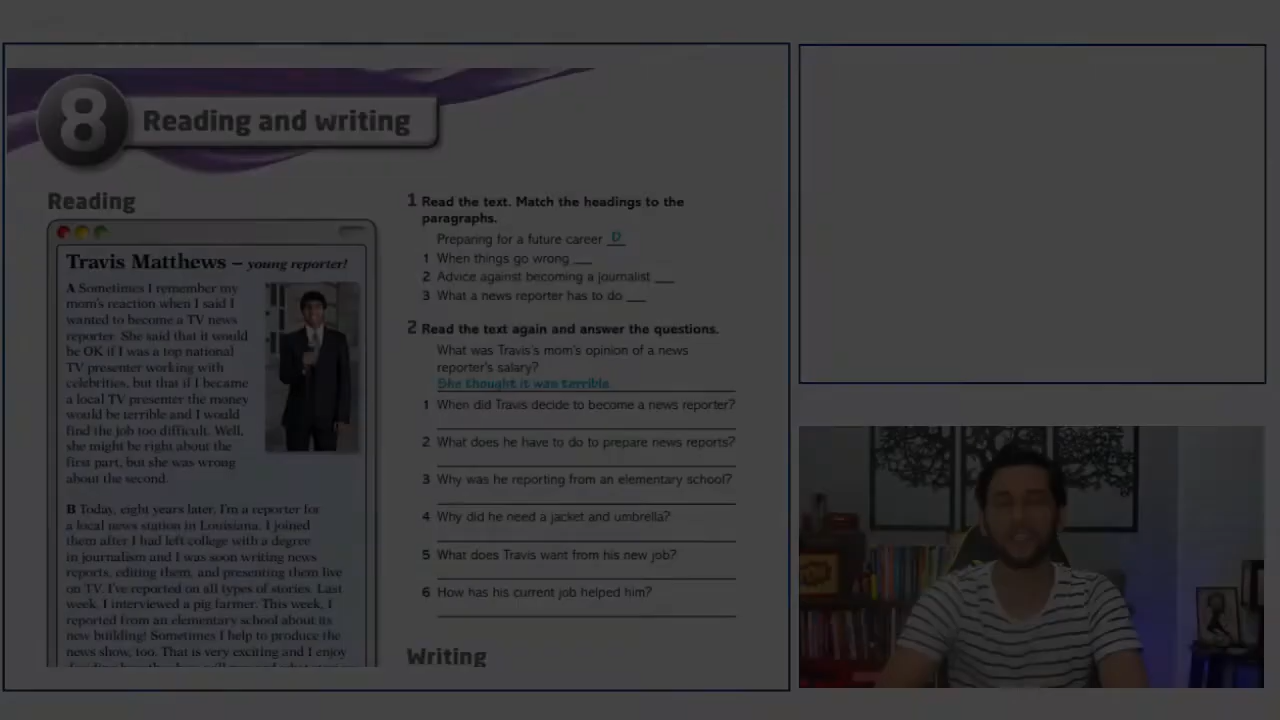 8
Reading and writing
Reading
Travis Matthews – young reporter!
A Sometimes I remember my
mom's reaction when I said I
wanted to become a TV news
reporter. She said that it would
be OK if I was a top national
TV presenter working with
celebrities, but that if I became
a local TV presenter the money
would be terrible and I would
find the job too difficult. Well,
she might be right about the
first part, but she was wrong
about the second.
B Today, eight years later, I'm a reporter for
a local news station in Louisiana. I joined
them after I had left college with a degree
in journalism and I was soon writing news
reports, editing them, and presenting them live
on TV. I've reported on all types of stories. Last
week, I interviewed a pig farmer. This week, I
reported from an elementary school about its
new building! Sometimes I help to produce the
news show, too. That is very exciting and I enjoy
1 Read the text. Match the headings to the
paragraphs.
Preparing for a future career D
1 When things go wrong ___
2 Advice against becoming a journalist ___
3 What a news reporter has to do ___
2 Read the text again and answer the questions.
What was Travis's mom's opinion of a news
reporter's salary?
She thought it was terrible.
1 When did Travis decide to become a news reporter?
2 What does he have to do to prepare news reports?
3 Why was he reporting from an elementary school?
4 Why did he need a jacket and umbrella?
5 What does Travis want from his new job?
6 How has his current job helped him?
Writing